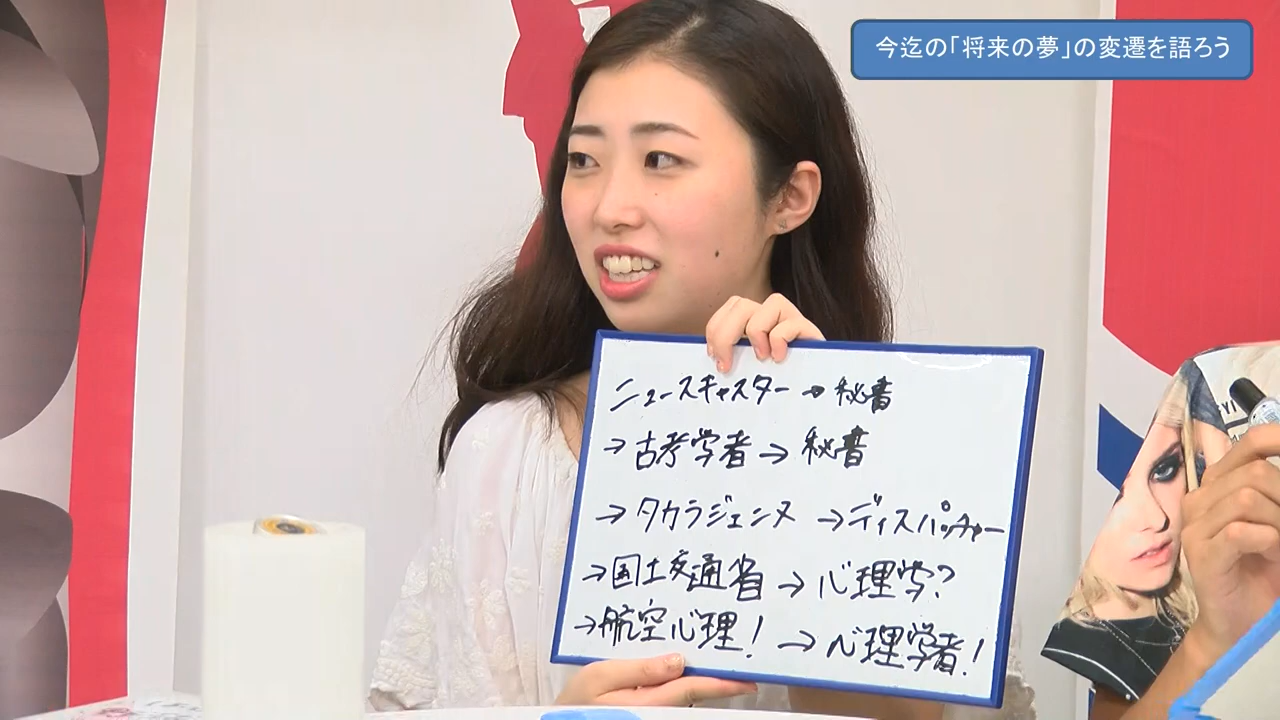 今迄の「将来の夢」の変遷を語ろう
ニュースキャスター→秘書
→古考学者→秘書
→タカラジェンヌ→ディスパッチャー
→国土交通省→心理学?
→航空心理!→心理学者!